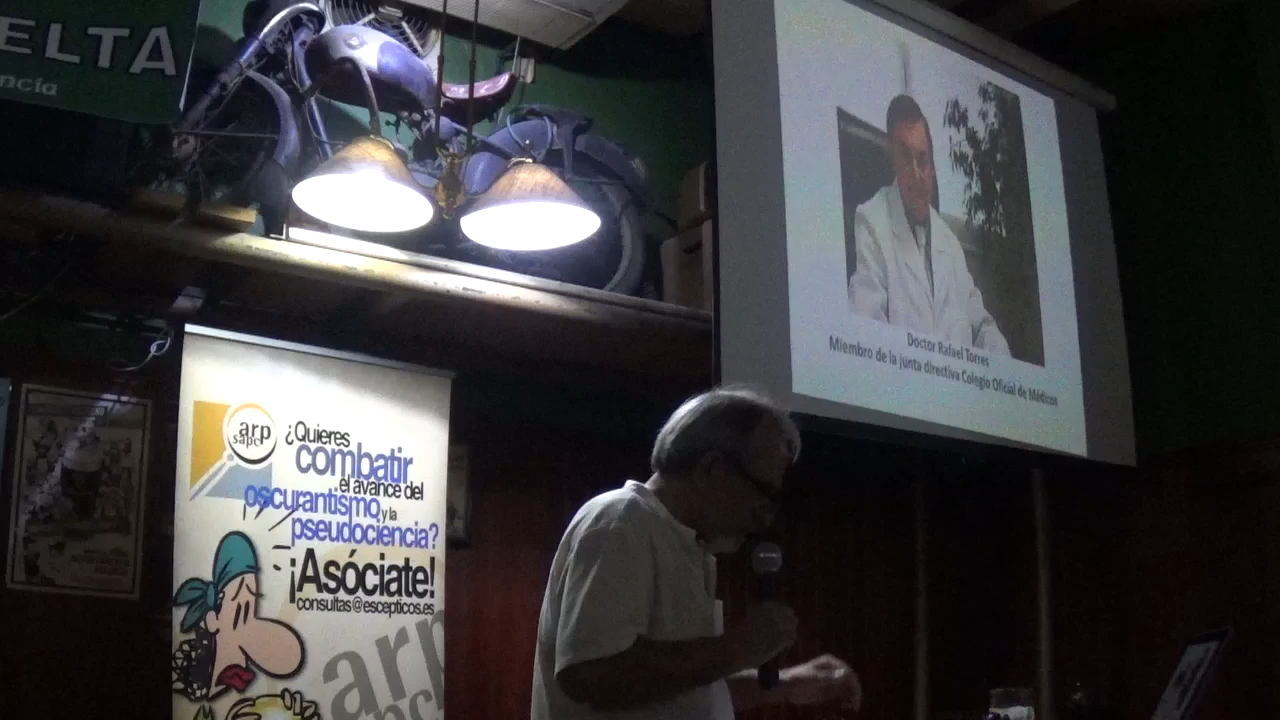 ELTA
ncia
arp
sapc
¿Quieres
combatir
el avance del
oscurantismo y la
pseudociencia?
¡Asóciate!
consultas@escepticos.es
arp
Doctor Rafael Torres
Miembro de la junta directiva Colegio Oficial de Médicos